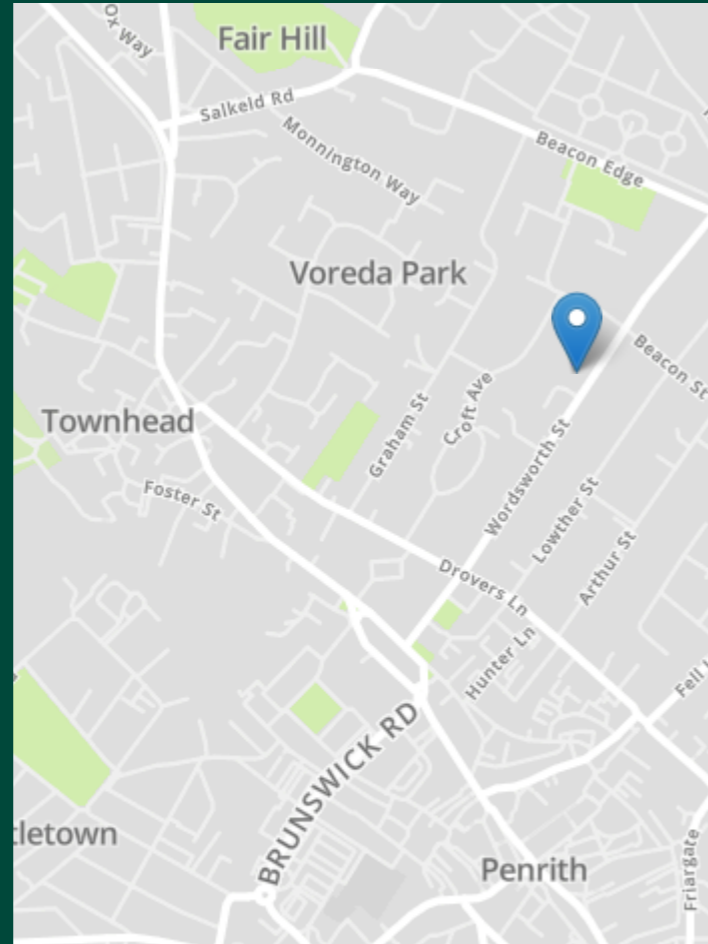 Ox Way
Fair Hill
Salkeld Rd
Monnington Way
Beacon Edge
Voreda Park
Beacon St
Croft Ave
Graham St
Townhead
Wordsworth St
Foster St
Lowther St
Arthur St
Drovers Ln
Hunter Ln
Fell
BRUNSWICK RD
tletown
Penrith
Friargate